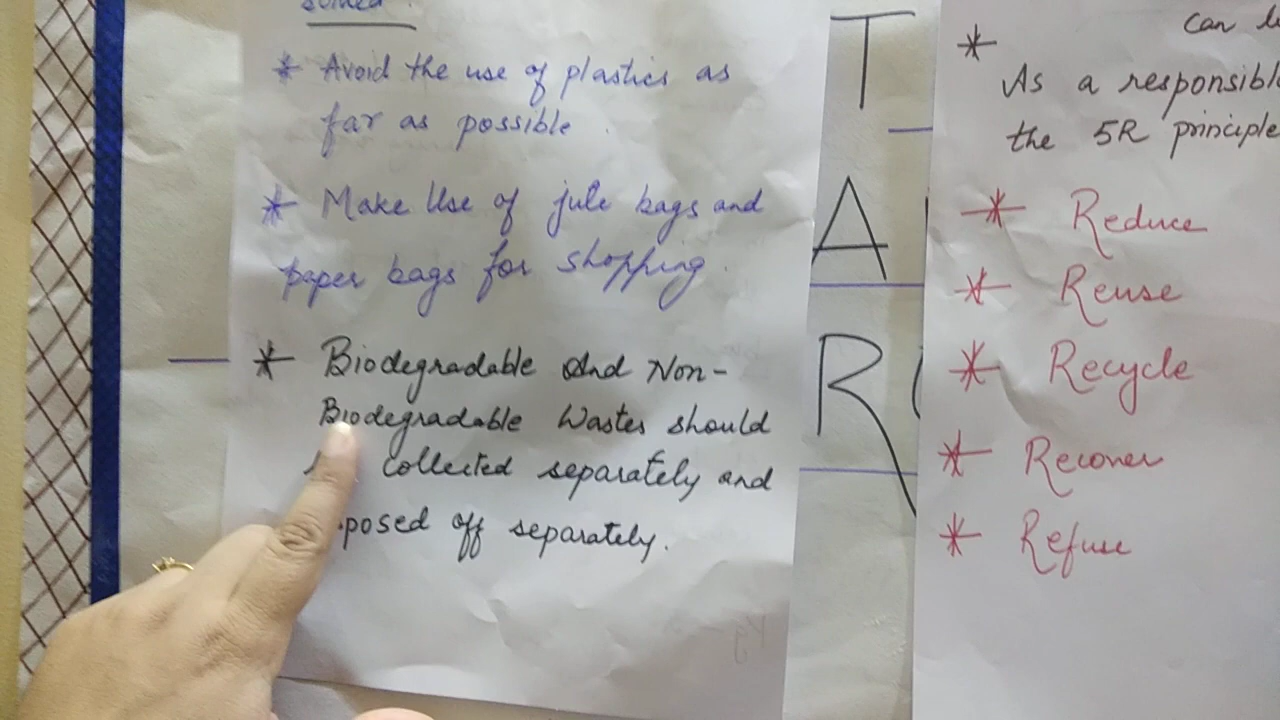 * Avoid the use of plastics as
far as possible.
* Make Use of jute bags and
paper bags for shopping.
* Biodegradable And Non-
Biodegradable Wastes should
collected separately and
posed off separately.
T
A
R
can
*
As a responsible
the 5R principle
* Reduce
* Reuse
* Recycle
* Recover
* Refuse